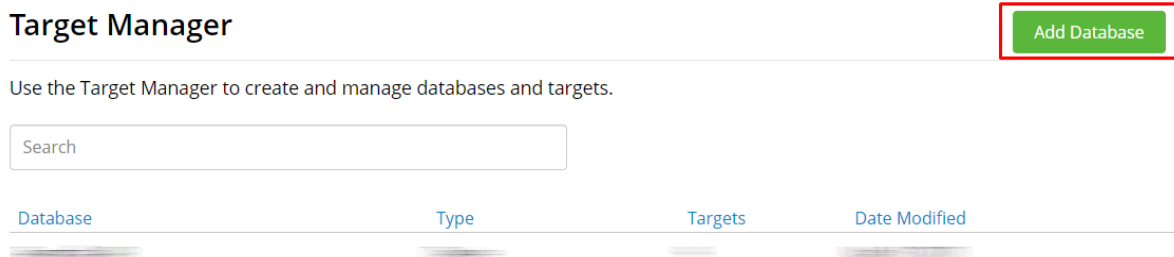 Target Manager
Add Database
Use the Target Manager to create and manage databases and targets.
Search
Database Type Targets Date Modified